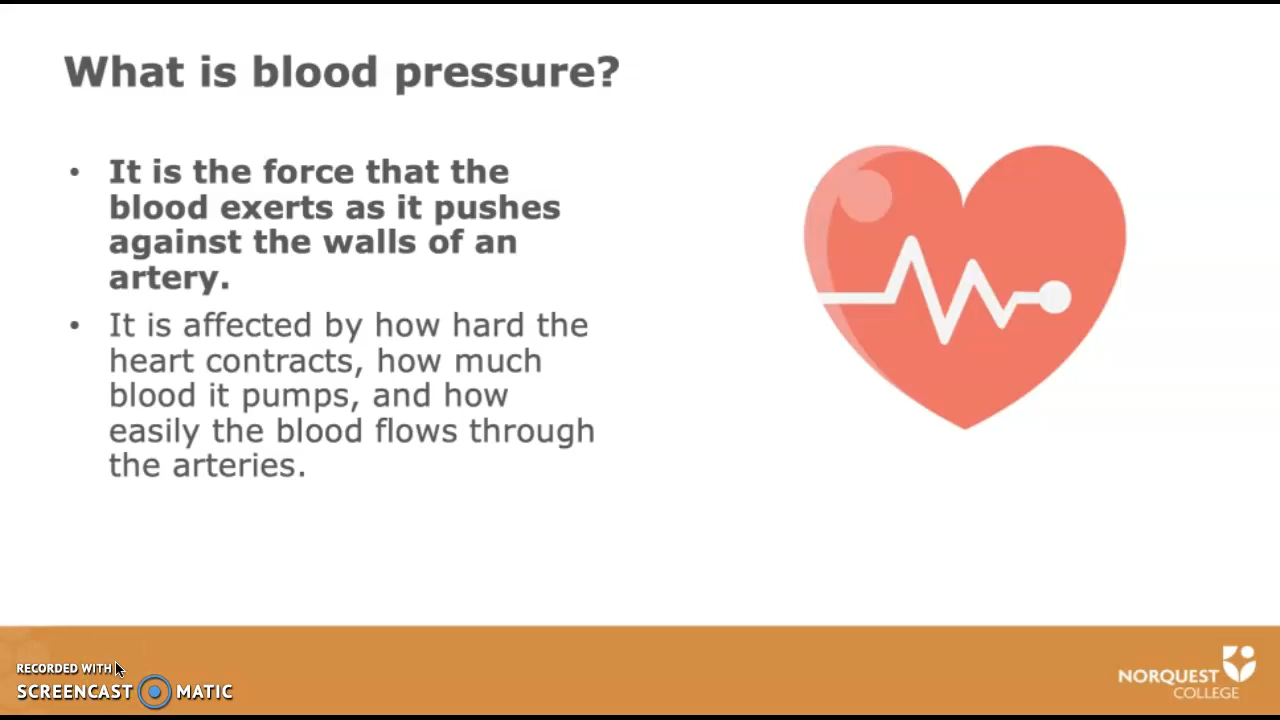 What is blood pressure?
• It is the force that the
blood exerts as it pushes
against the walls of an
artery.
• It is affected by how hard the
heart contracts, how much
blood it pumps, and how
easily the blood flows through
the arteries.
RECORDED WITH
SCREENCAST MATIC
NORQUEST
COLLEGE